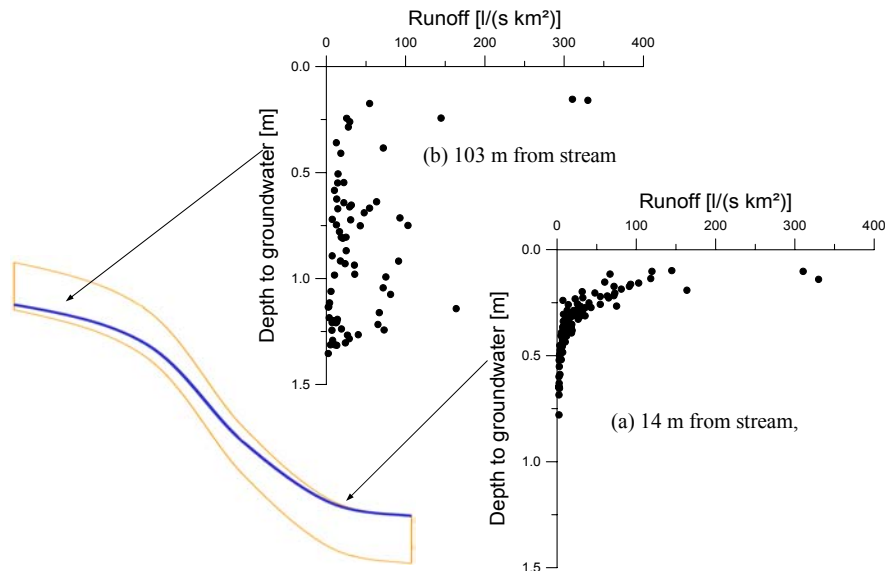 Runoff [l/(s km²)]
0 100 200 300 400
0.0
0.5
1.0
1.5
Depth to groundwater [m]
(b) 103 m from stream
Runoff [l/(s km²)]
0 100 200 300 400
0.0
0.5
1.0
1.5
Depth to groundwater [m]
(a) 14 m from stream,